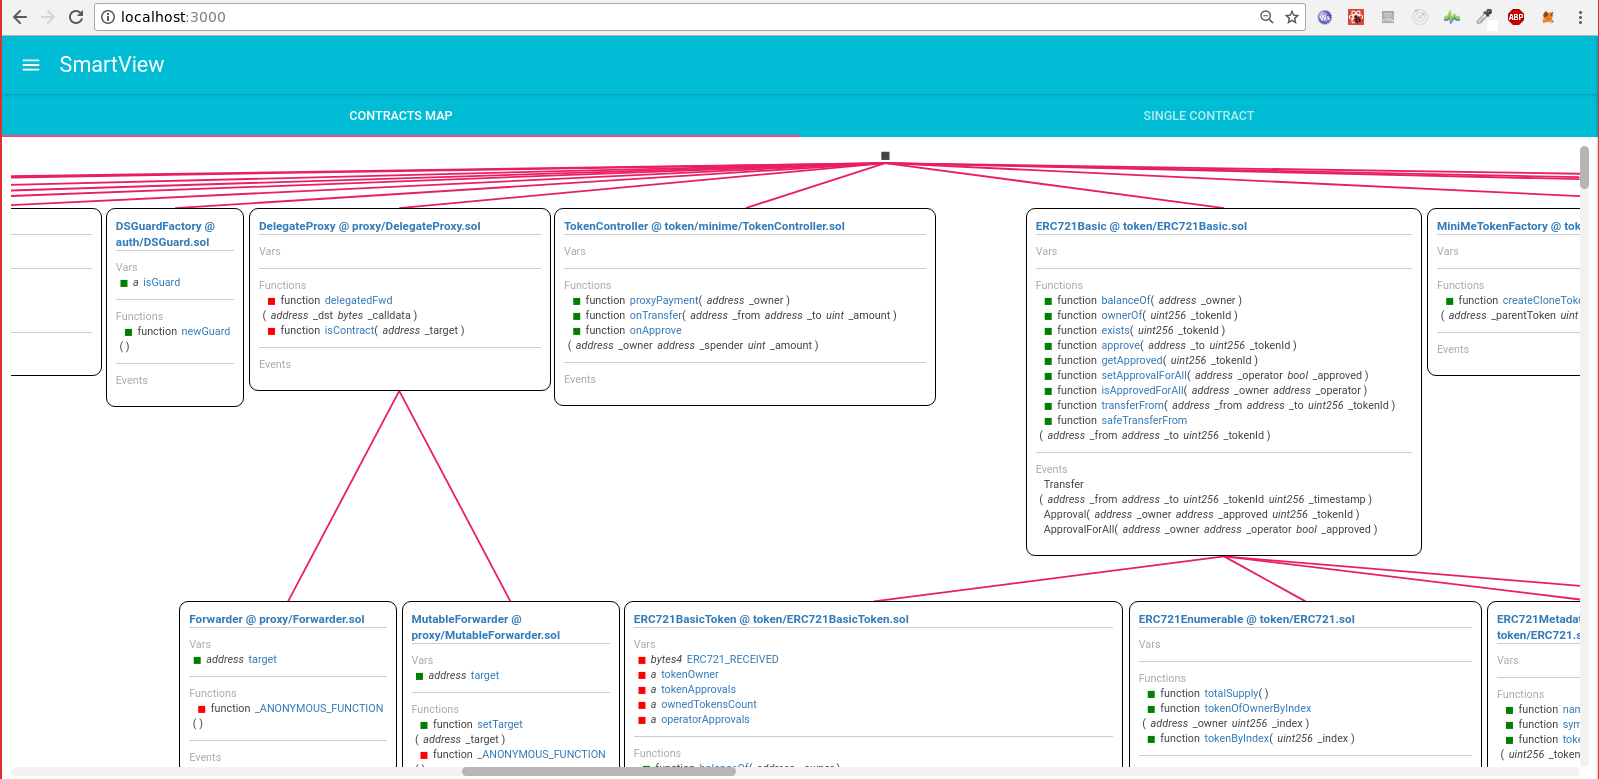 localhost:3000
Ws
ABP
SmartView
CONTRACTS MAP
SINGLE CONTRACT
DSGuardFactory @
auth/DSGuard.sol
Vars
a isGuard
Functions
function newGuard
( )
Events
DelegateProxy @ proxy/DelegateProxy.sol
Vars
Functions
function delegatedFwd
( address _dst bytes _calldata )
function isContract( address _target )
Events
TokenController @ token/minime/TokenController.sol
Vars
Functions
function proxyPayment( address _owner )
function onTransfer( address _from address _to uint _amount )
function onApprove
( address _owner address _spender uint _amount )
Events
ERC721Basic @ token/ERC721Basic.sol
Vars
Functions
function balanceOf( address _owner )
function ownerOf( uint256 _tokenId )
function exists( uint256 _tokenId )
function approve( address _to uint256 _tokenId )
function getApproved( uint256 _tokenId )
function setApprovalForAll( address _operator bool _approved )
function isApprovedForAll( address _owner address _operator )
function transferFrom( address _from address _to uint256 _tokenId )
function safeTransferFrom
( address _from address _to uint256 _tokenId )
Events
Transfer
( address _from address _to uint256 _tokenId uint256 _timestamp )
Approval( address _owner address _approved uint256 _tokenId )
ApprovalForAll( address _owner address _operator bool _approved )
MiniMeTokenFactory @ tok
Vars
Functions
function createCloneToke
( address _parentToken uint
Events
Forwarder @ proxy/Forwarder.sol
Vars
address target
Functions
function _ANONYMOUS_FUNCTION
( )
Events
MutableForwarder @
proxy/MutableForwarder.sol
Vars
address target
Functions
function setTarget
( address _target )
function _ANONYMOUS_FUNCTION
ERC721BasicToken @ token/ERC721BasicToken.sol
Vars
bytes4 ERC721_RECEIVED
a tokenOwner
a tokenApprovals
a ownedTokensCount
a operatorApprovals
Functions
function balanceOf( address _owner )
ERC721Enumerable @ token/ERC721.sol
Vars
Functions
function totalSupply( )
function tokenOfOwnerByIndex
( address _owner uint256 _index )
function tokenByIndex( uint256 _index )
ERC721Metada
token/ERC721.s
Vars
Functions
function nam
function sym
function toke
( uint256 _token